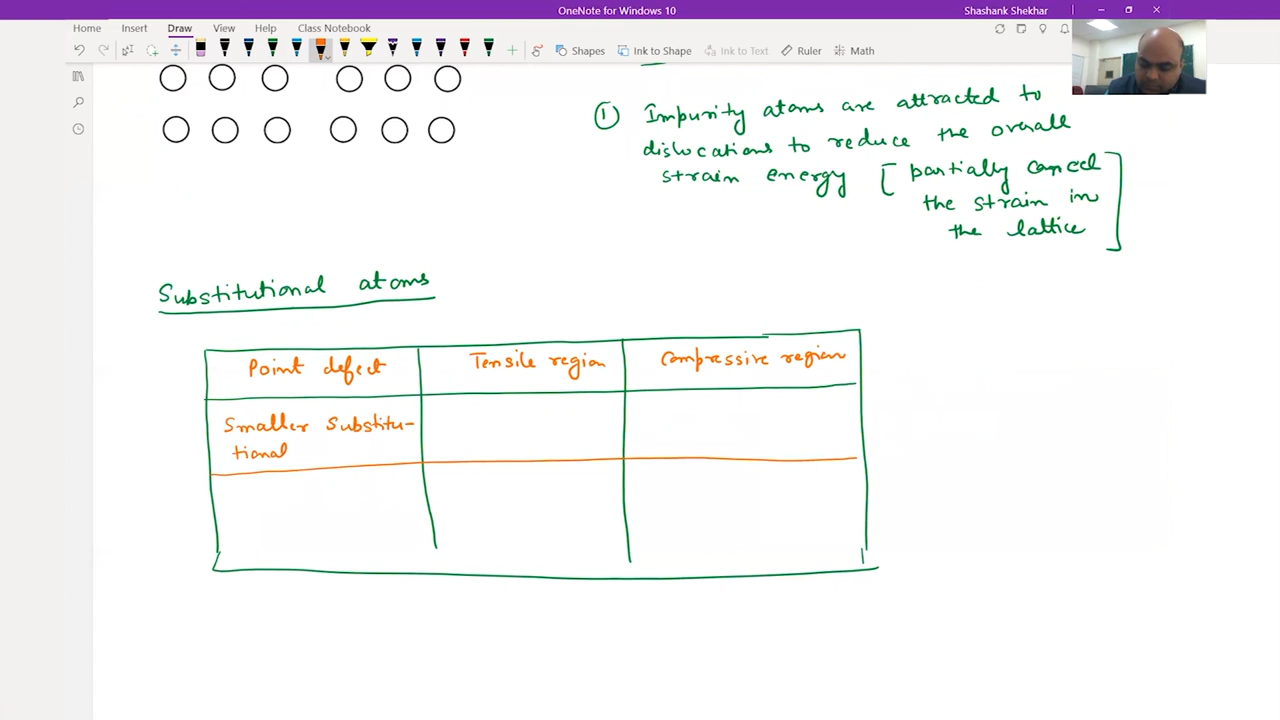 OneNote for Windows 10
Shashank Shekhar
Home Insert Draw View Help Class Notebook
Shapes Ink to Shape Ink to Text Ruler Math
① Impurity atoms are attracted to
dislocations to reduce the overall
strain energy [partially cancel
the strain in
the lattice]
Substitutional atoms
Point defect Tensile region Compressive region
Smaller Substitu-
tional